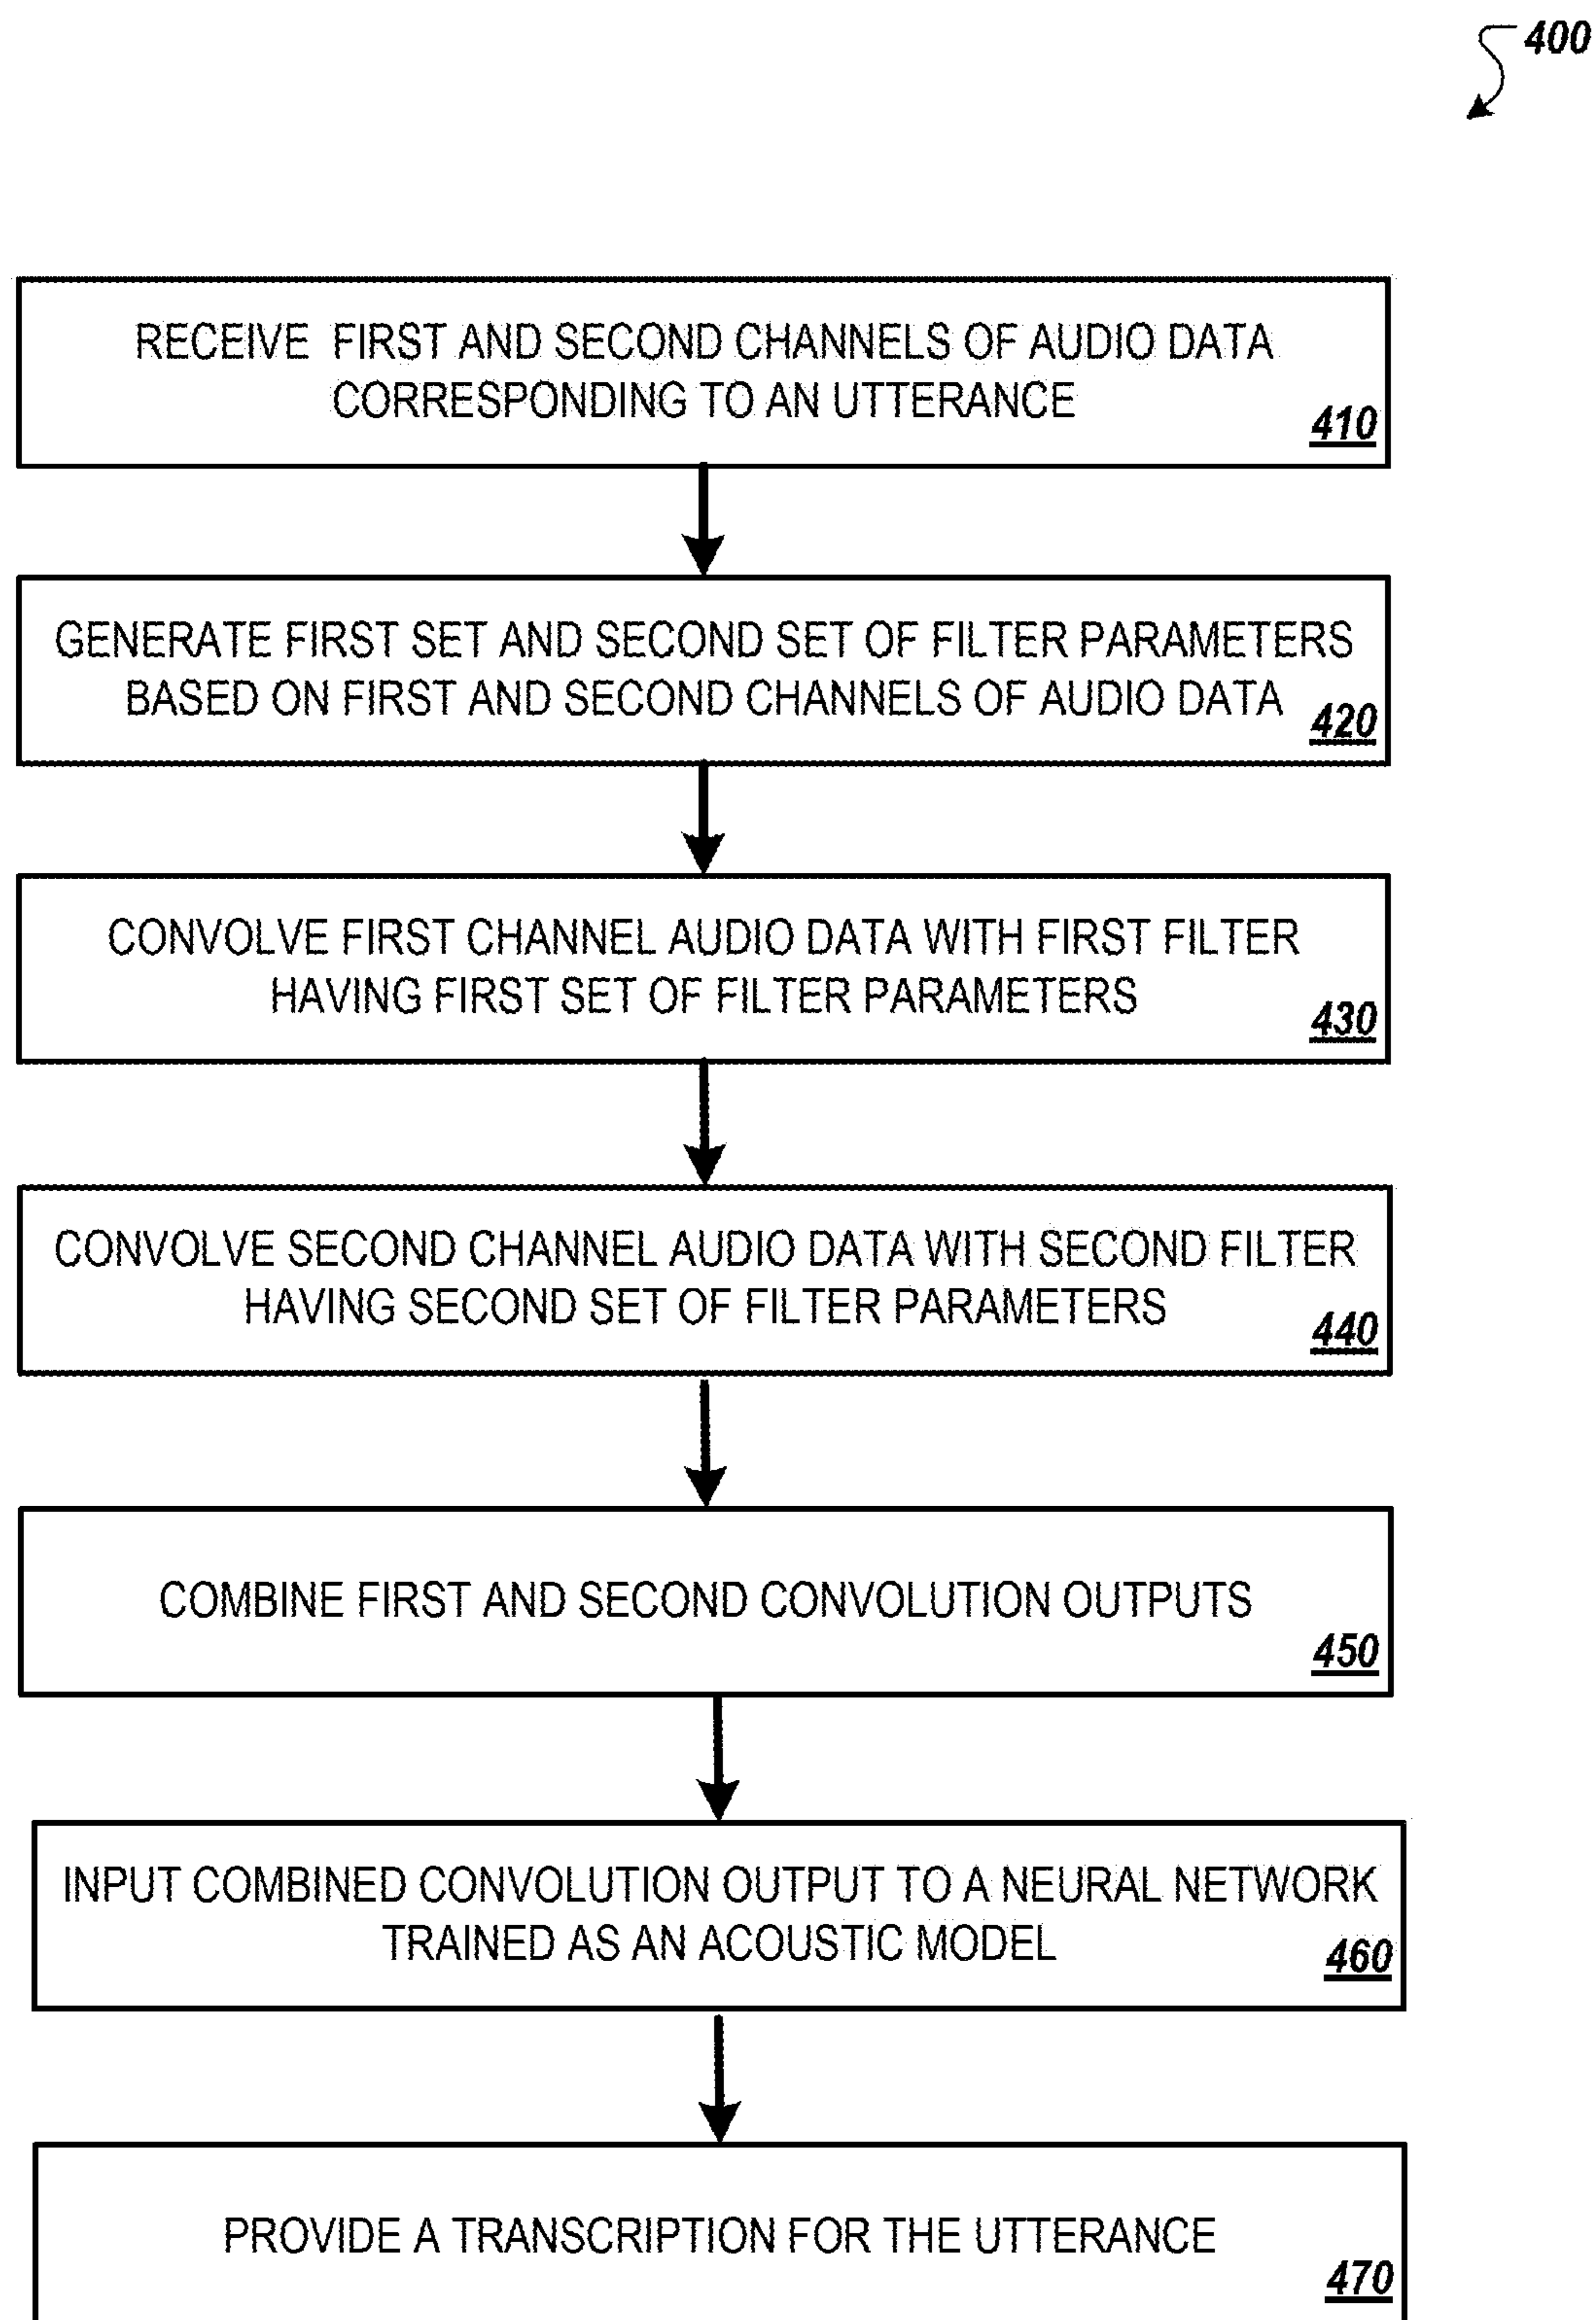 400
RECEIVE FIRST AND SECOND CHANNELS OF AUDIO DATA
CORRESPONDING TO AN UTTERANCE
410
GENERATE FIRST SET AND SECOND SET OF FILTER PARAMETERS
BASED ON FIRST AND SECOND CHANNELS OF AUDIO DATA
420
CONVOLVE FIRST CHANNEL AUDIO DATA WITH FIRST FILTER
HAVING FIRST SET OF FILTER PARAMETERS
430
CONVOLVE SECOND CHANNEL AUDIO DATA WITH SECOND FILTER
HAVING SECOND SET OF FILTER PARAMETERS
440
COMBINE FIRST AND SECOND CONVOLUTION OUTPUTS
450
INPUT COMBINED CONVOLUTION OUTPUT TO A NEURAL NETWORK
TRAINED AS AN ACOUSTIC MODEL
460
PROVIDE A TRANSCRIPTION FOR THE UTTERANCE
470